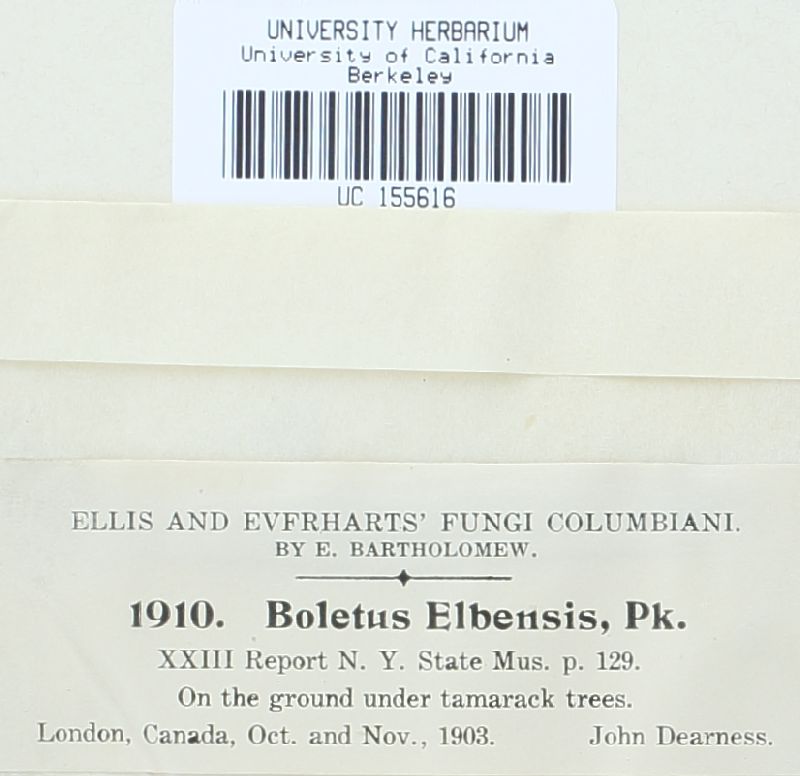 UNIVERSITY HERBARIUM
University of California
Berkeley
UC 155616
ELLIS AND EVFRHARTS' FUNGI COLUMBIANI.
BY E. BARTHOLOMEW.
1910. Boletus Elbensis, Pk.
XXIII Report N. Y. State Mus. p. 129.
On the ground under tamarack trees.
London, Canada, Oct. and Nov., 1903. John Dearness.